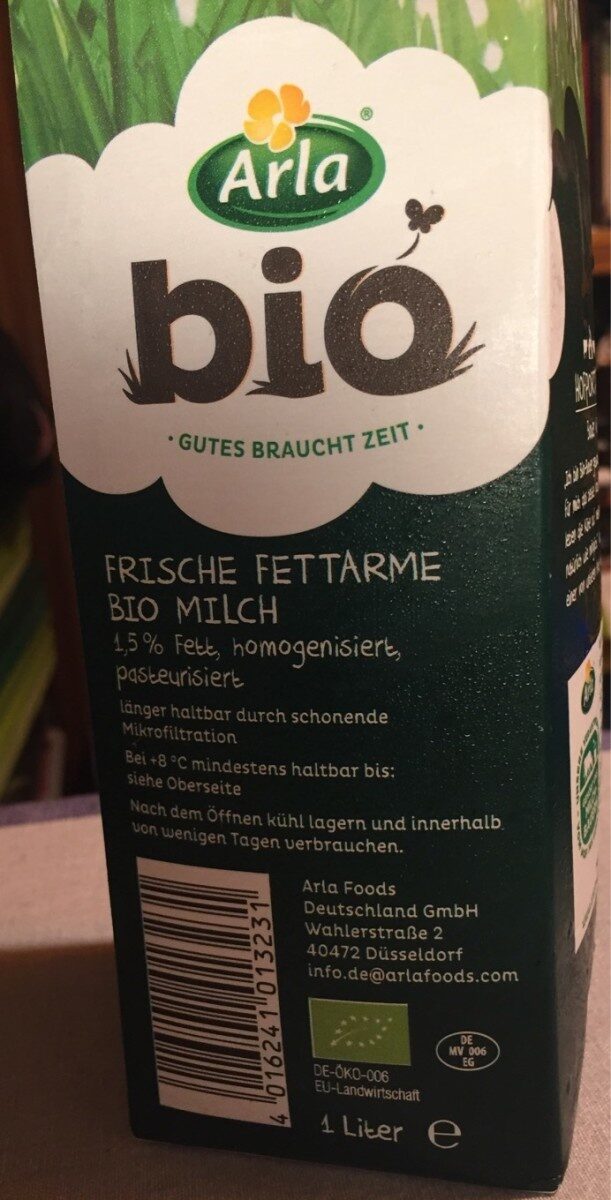 Arla®
bio
· GUTES BRAUCHT ZEIT ·
FRISCHE FETTARME
BIO MILCH
1,5 % Fett, homogenisiert,
pasteurisiert
länger haltbar durch schonende
Mikrofiltration
Bei +8 °C mindestens haltbar bis:
siehe Oberseite
Nach dem Öffnen kühl lagern und innerhalb
von wenigen Tagen verbrauchen.
4 016241 013231
Arla Foods
Deutschland GmbH
Wahlerstraße 2
40472 Düsseldorf
info.de@arlafoods.com
DE
MV 006
EG
DE-ÖKO-006
EU-Landwirtschaft
1 Liter e
Arla